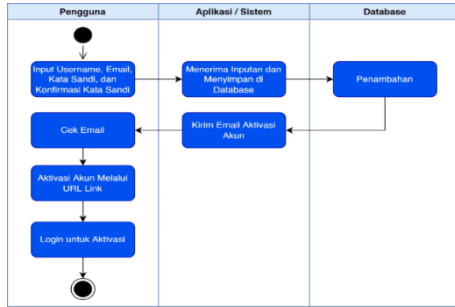 Pengguna
Aplikasi / Sistem
Database
Input Username, Email,
Kata Sandi, dan
Konfirmasi Kata Sandi
Menerima Inputan dan
Menyimpan di
Database
Penambahan
Cek Email
Kirim Email Aktivasi
Akun
Aktivasi Akun Melalui
URL Link
Login untuk Aktivasi